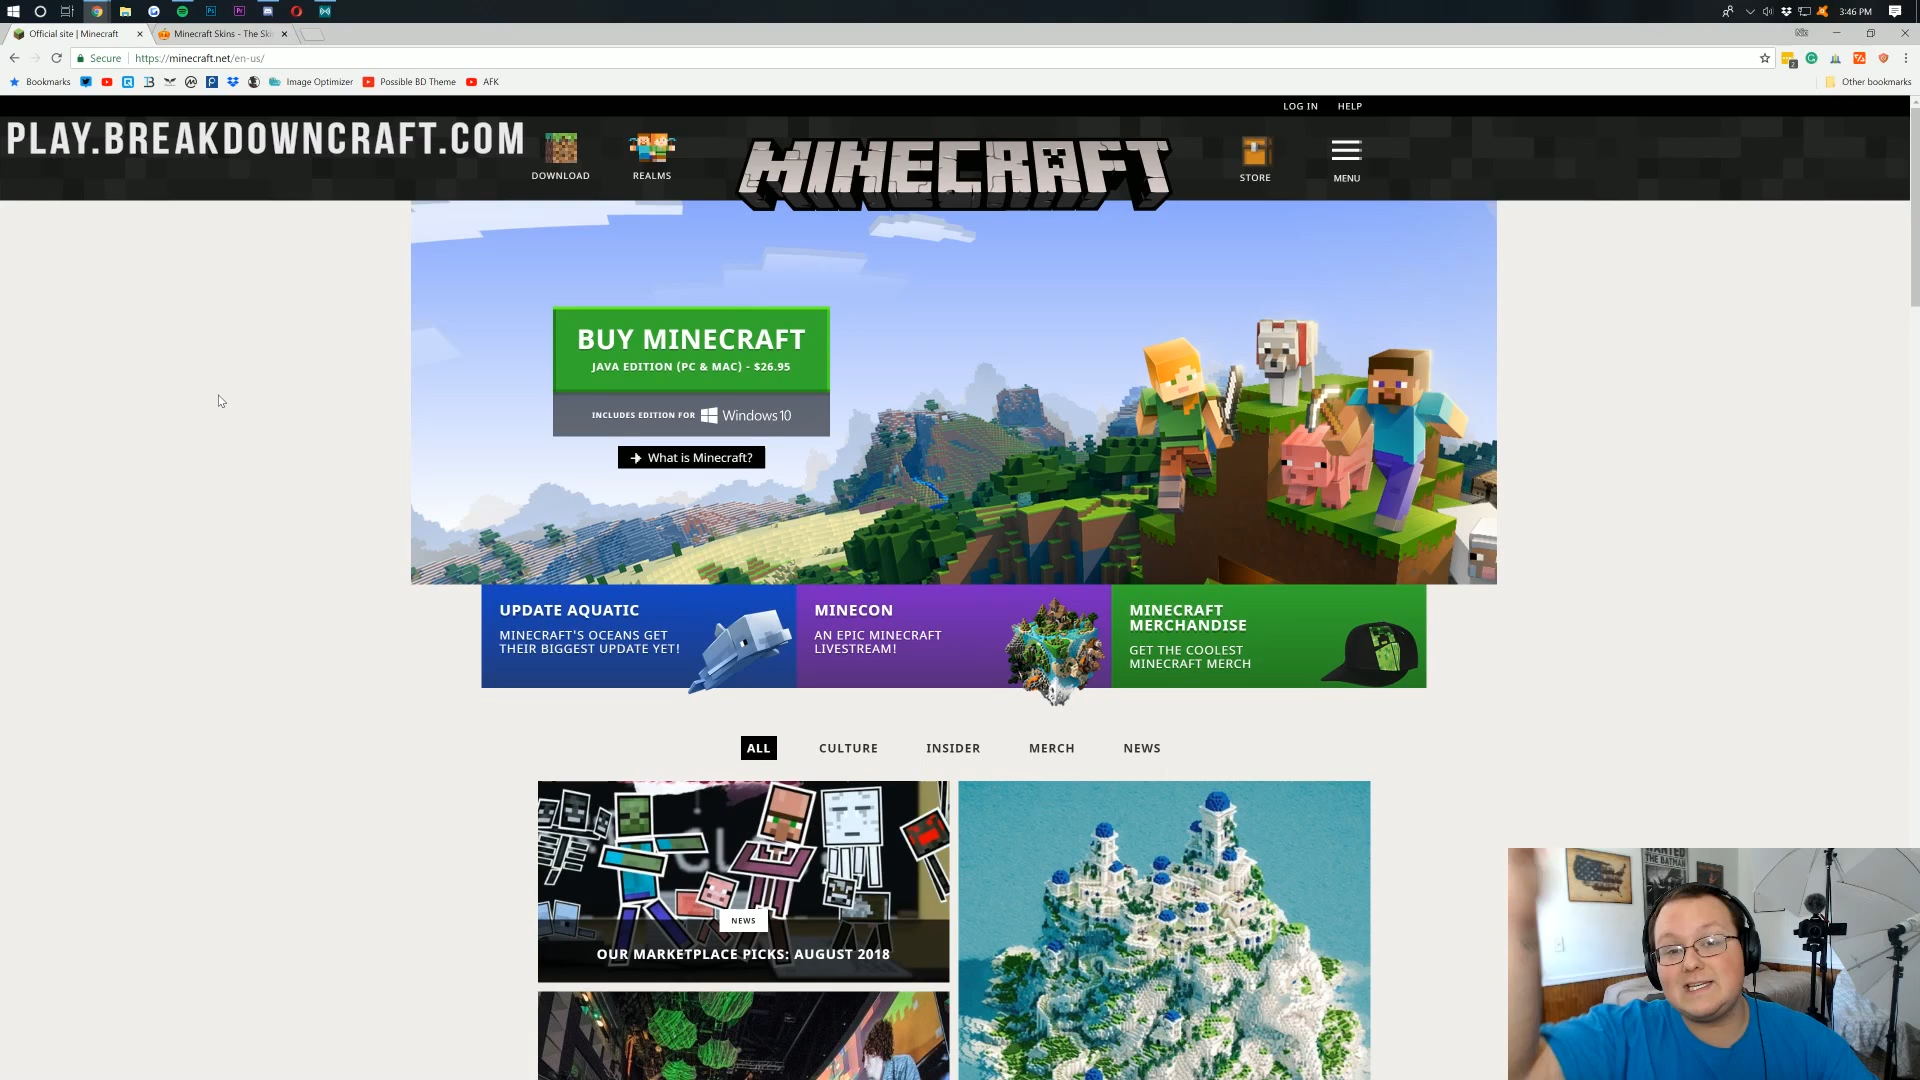 3:46 PM
Official site | Minecraft
Minecraft Skins - The Ski
Secure
https://minecraft.net/en-us/
Bookmarks
Image Optimizer
Possible BD Theme
AFK
Other bookmarks
LOG IN
HELP
PLAY.BREAKDOWNCRAFT.COM
DOWNLOAD
REALMS
MINECRAFT
STORE
MENU
BUY MINECRAFT
JAVA EDITION (PC & MAC) - $26.95
INCLUDES EDITION FOR Windows 10
What is Minecraft?
UPDATE AQUATIC
MINECRAFT'S OCEANS GET
THEIR BIGGEST UPDATE YET!
MINECON
AN EPIC MINECRAFT
LIVESTREAM!
MINECRAFT
MERCHANDISE
GET THE COOLEST
MINECRAFT MERCH
ALL
CULTURE
INSIDER
MERCH
NEWS
NEWS
OUR MARKETPLACE PICKS: AUGUST 2018
WANTED
THE BATMAN